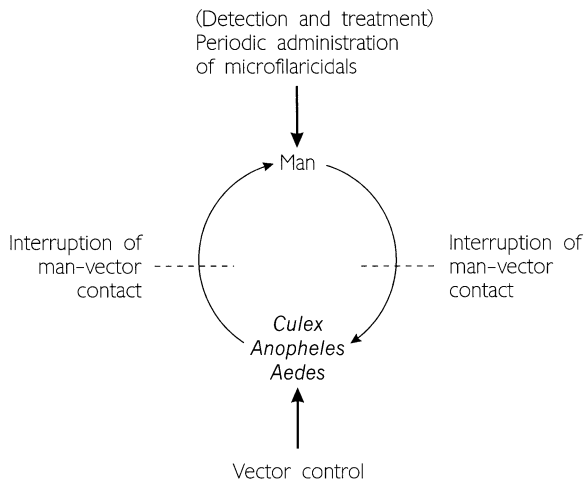 (Detection and treatment)
Periodic administration
of microfilaricidals
Man
Interruption of
man-vector
contact
Interruption of
man-vector
contact
Culex
Anopheles
Aedes
Vector control